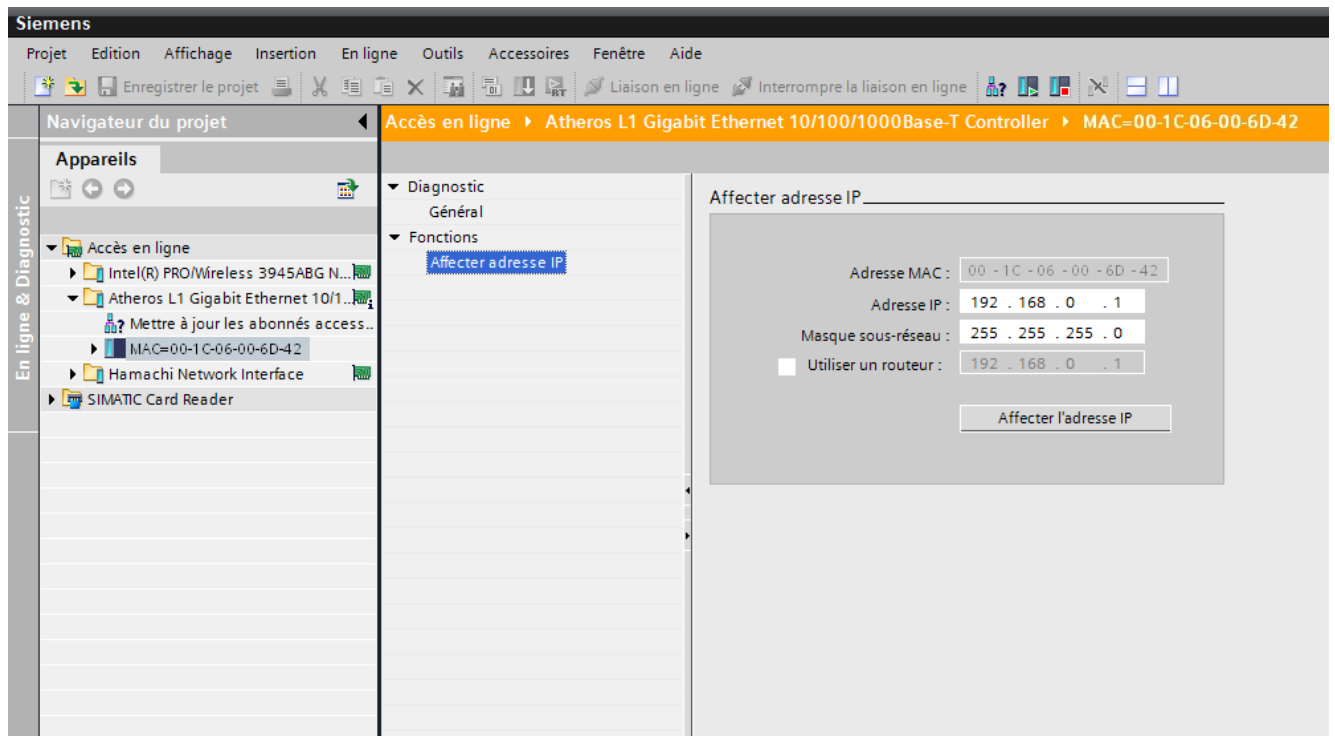 Siemens
Projet Edition Affichage Insertion En ligne Outils Accessoires Fenêtre Aide
Enregistrer le projet Liaison en ligne Interrompre la liaison en ligne
Navigateur du projet
Accès en ligne Atheros L1 Gigabit Ethernet 10/100/1000Base-T Controller MAC=00-1C-06-00-6D-42
En ligne & Diagnostic
Appareils
Accès en ligne
Intel(R) PRO/Wireless 3945ABG N...
Atheros L1 Gigabit Ethernet 10/1..
Mettre à jour les abonnés access..
MAC=00-1C-06-00-6D-42
Hamachi Network Interface
SIMATIC Card Reader
Diagnostic
Général
Fonctions
Affecter adresse IP
Affecter adresse IP
Adresse MAC : 00 - 1C - 06 - 00 - 6D - 42
Adresse IP : 192 . 168 . 0 . 1
Masque sous-réseau : 255 . 255 . 255 . 0
Utiliser un routeur : 192 . 168 . 0 . 1
Affecter l'adresse IP